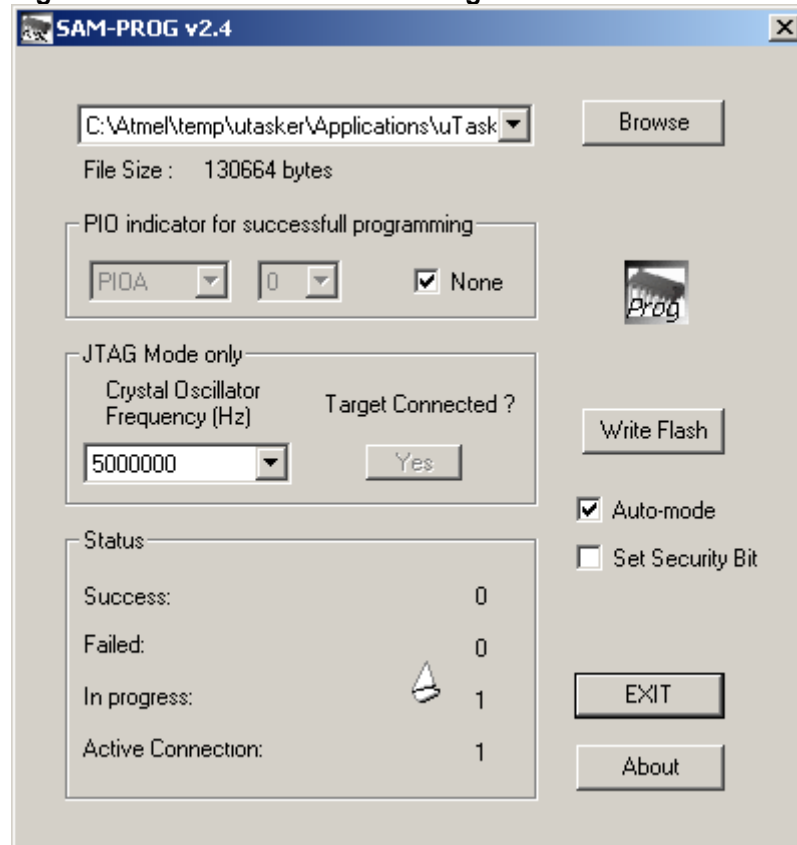 SAM-PROG v2.4
C:\Atmel\temp\utasker\Applications\uTask
Browse
File Size : 130664 bytes
PIO indicator for successfull programming
PIOA 0 None
Prog
JTAG Mode only
Crystal Oscillator
Frequency (Hz)
Target Connected ?
Write Flash
5000000 Yes
Auto-mode
Status
Set Security Bit
Success: 0
Failed: 0
In progress: 1
EXIT
Active Connection: 1
About